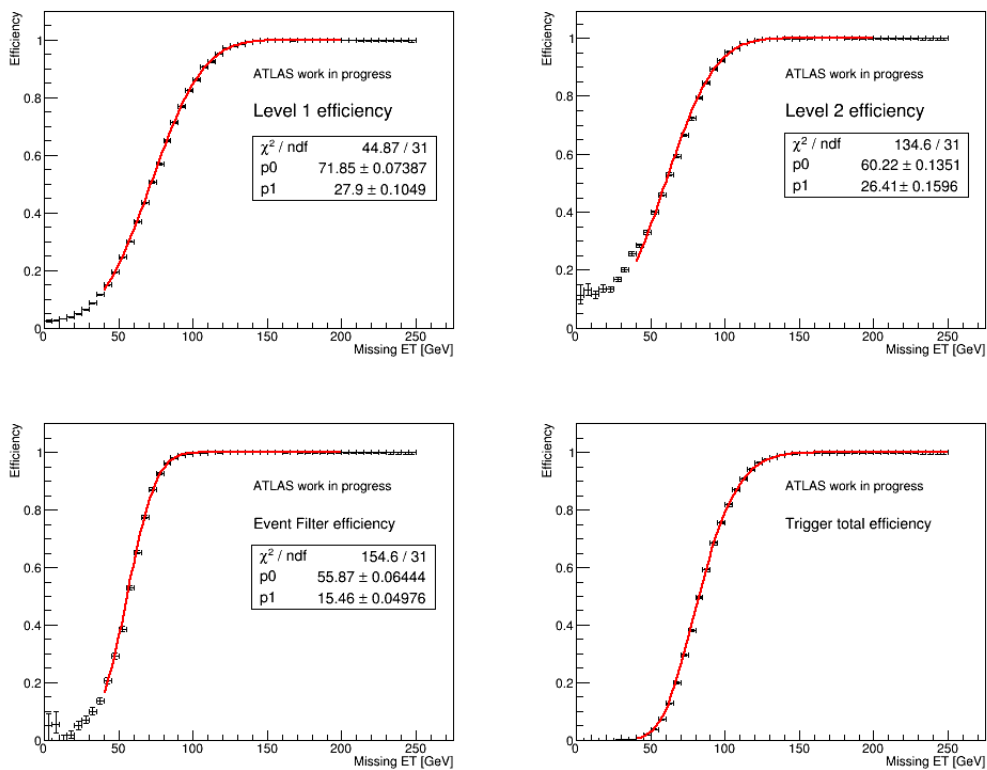 Efficiency
1
0.8
0.6
0.4
0.2
0
0 50 100 150 200 250
Missing ET [GeV]
ATLAS work in progress
Level 1 efficiency
χ² / ndf 44.87 / 31
p0 71.85 ± 0.07387
p1 27.9 ± 0.1049
Efficiency
1
0.8
0.6
0.4
0.2
0
0 50 100 150 200 250
Missing ET [GeV]
ATLAS work in progress
Level 2 efficiency
χ² / ndf 134.6 / 31
p0 60.22 ± 0.1351
p1 26.41 ± 0.1596
Efficiency
1
0.8
0.6
0.4
0.2
0
0 50 100 150 200 250
Missing ET [GeV]
ATLAS work in progress
Event Filter efficiency
χ² / ndf 154.6 / 31
p0 55.87 ± 0.06444
p1 15.46 ± 0.04976
Efficiency
1
0.8
0.6
0.4
0.2
0
0 50 100 150 200 250
Missing ET [GeV]
ATLAS work in progress
Trigger total efficiency